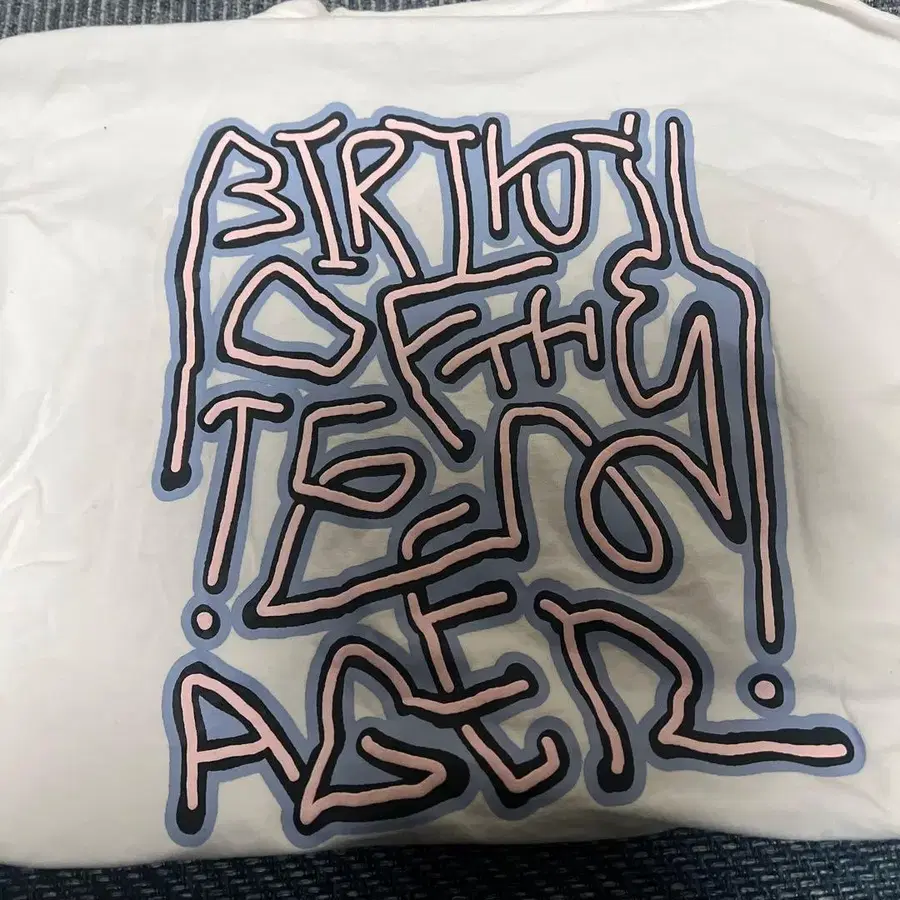 BIRTH
OF THE
TEEN
AGER!